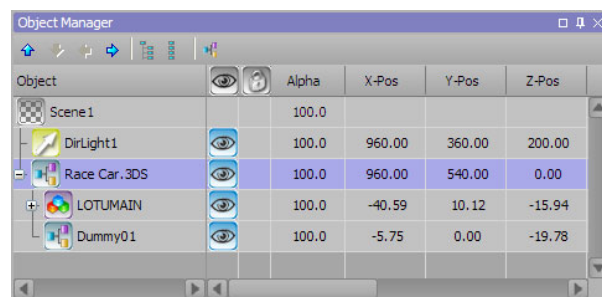 Object Manager
Object Alpha X-Pos Y-Pos Z-Pos
Scene1 100.0
DirLight1 100.0 960.00 360.00 200.00
Race Car.3DS 100.0 960.00 540.00 0.00
LOTUMAIN 100.0 -40.59 10.12 -15.94
Dummy01 100.0 -5.75 0.00 -19.78